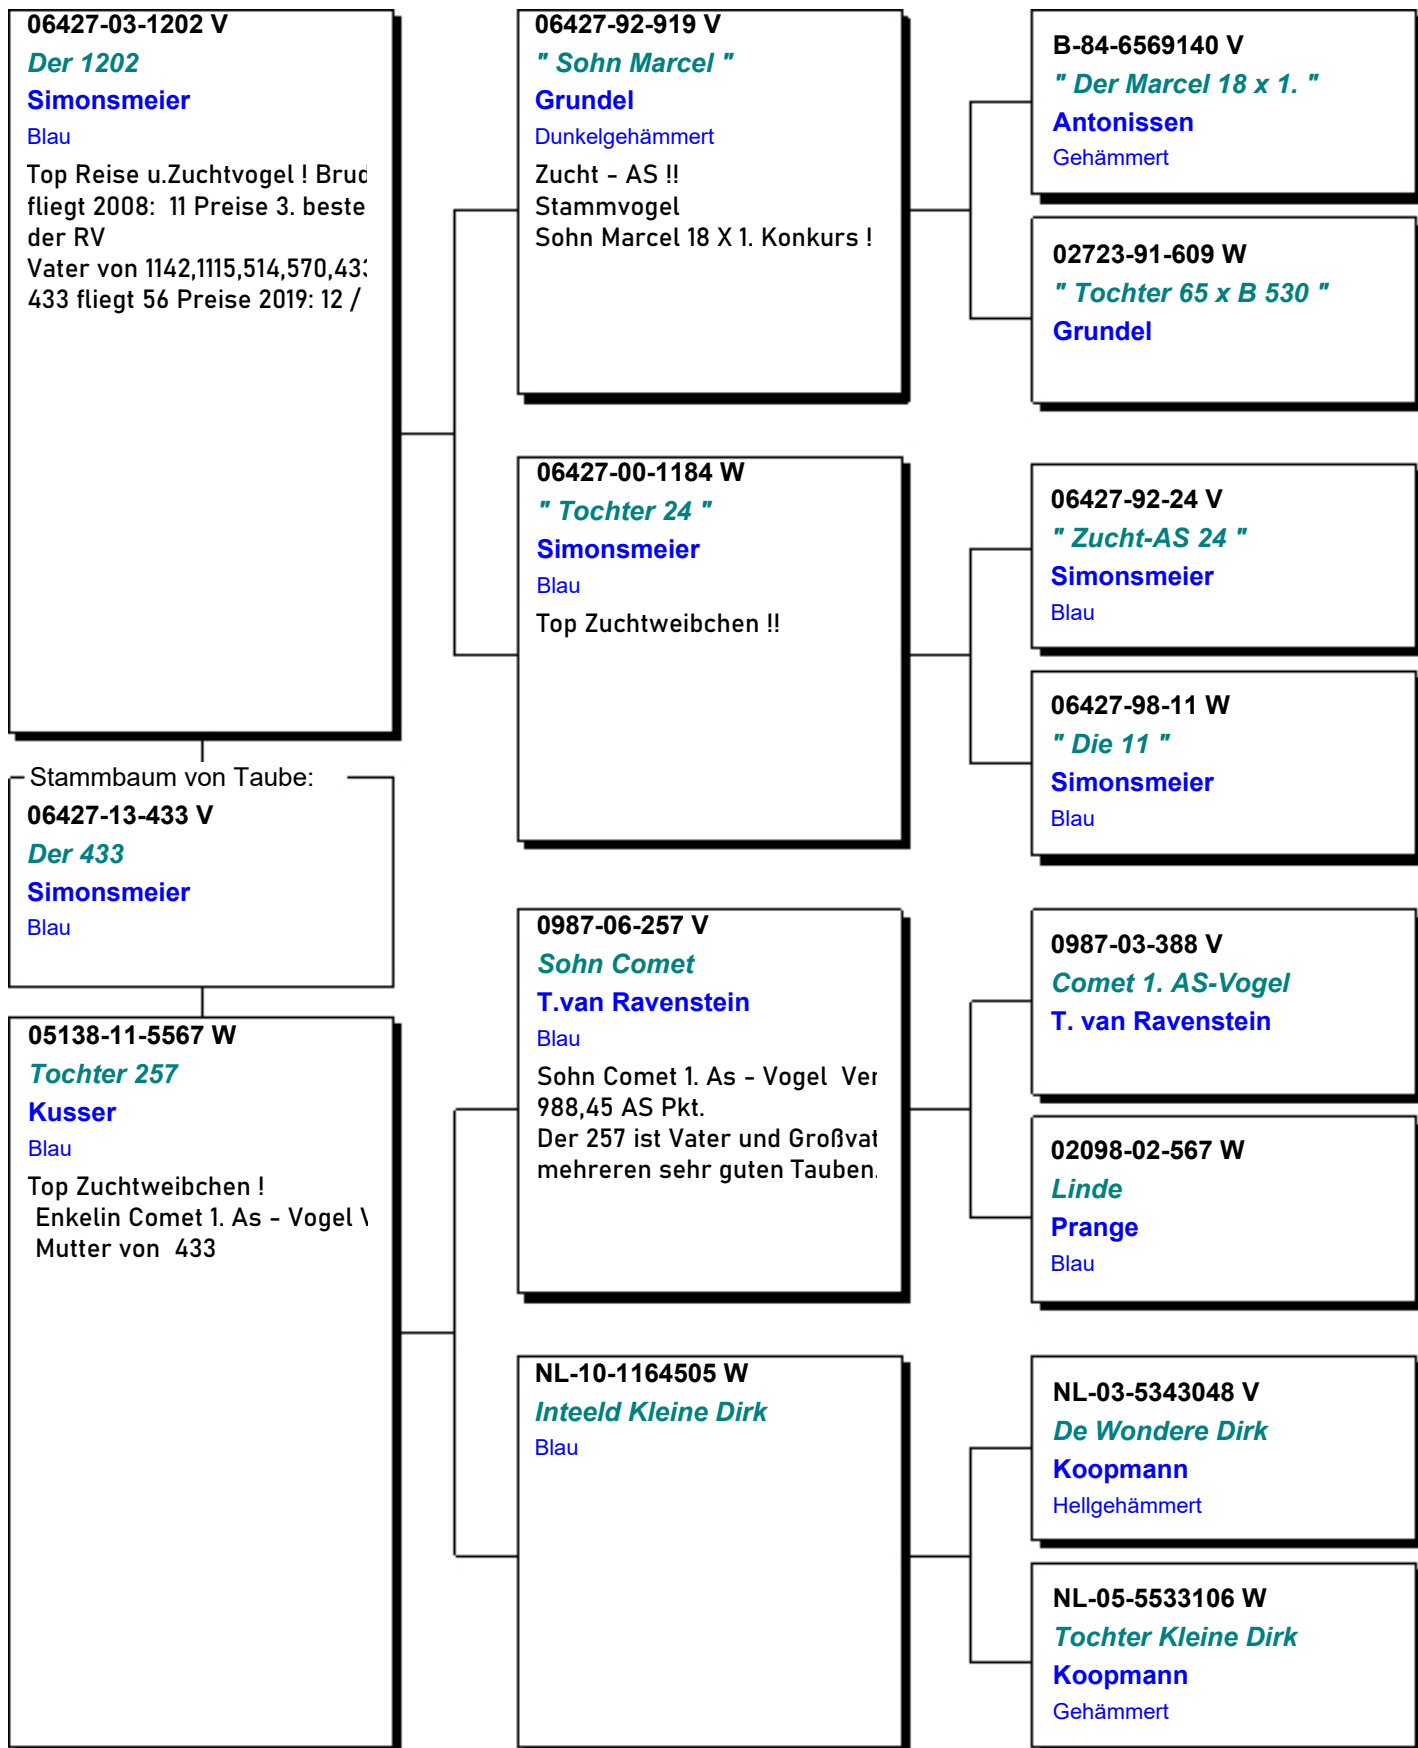 06427-03-1202 V
Der 1202
Simonsmeier
Blau
Top Reise u.Zuchtvogel !
fliegt 2008:  11 Preise 3. beste
der RV
Vater von 1142,1115,514,570,433
433 fliegt 56 Preise 2019: 12 /
Stammbaum von Taube:
06427-13-433 V
Der 433
Simonsmeier
Blau
05138-11-5567 W
Tochter 257
Kusser
Blau
Top Zuchtweibchen !
Enkelin Comet 1. As - Vogel
Mutter von  433
06427-92-919 V
" Sohn Marcel "
Grundel
Dunkelgehämmert
Zucht - AS !!
Stammvogel
Sohn Marcel 18 X 1. Konkurs !
06427-00-1184 W
" Tochter 24 "
Simonsmeier
Blau
Top Zuchtweibchen !!
0987-06-257 V
Sohn Comet
T.van Ravenstein
Blau
Sohn Comet 1. As - Vogel
988,45 AS Pkt.
Der 257 ist Vater und Großvat
mehreren sehr guten Tauben.
NL-10-1164505 W
Inteeld Kleine Dirk
Blau
B-84-6569140 V
" Der Marcel 18 x 1. "
Antonissen
Gehämmert
02723-91-609 W
" Tochter 65 x B 530 "
Grundel
06427-92-24 V
" Zucht-AS 24 "
Simonsmeier
Blau
06427-98-11 W
" Die 11 "
Simonsmeier
Blau
0987-03-388 V
Comet 1. AS-Vogel
T. van Ravenstein
02098-02-567 W
Linde
Prange
Blau
NL-03-5343048 V
De Wondere Dirk
Koopmann
Hellgehämmert
NL-05-5533106 W
Tochter Kleine Dirk
Koopmann
Gehämmert